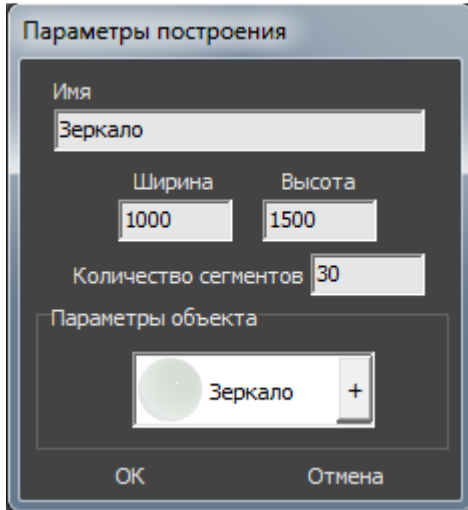 Параметры построения
Имя
Зеркало
Ширина Высота
1000 1500
Количество сегментов 30
Параметры объекта
Зеркало +
ОК Отмена